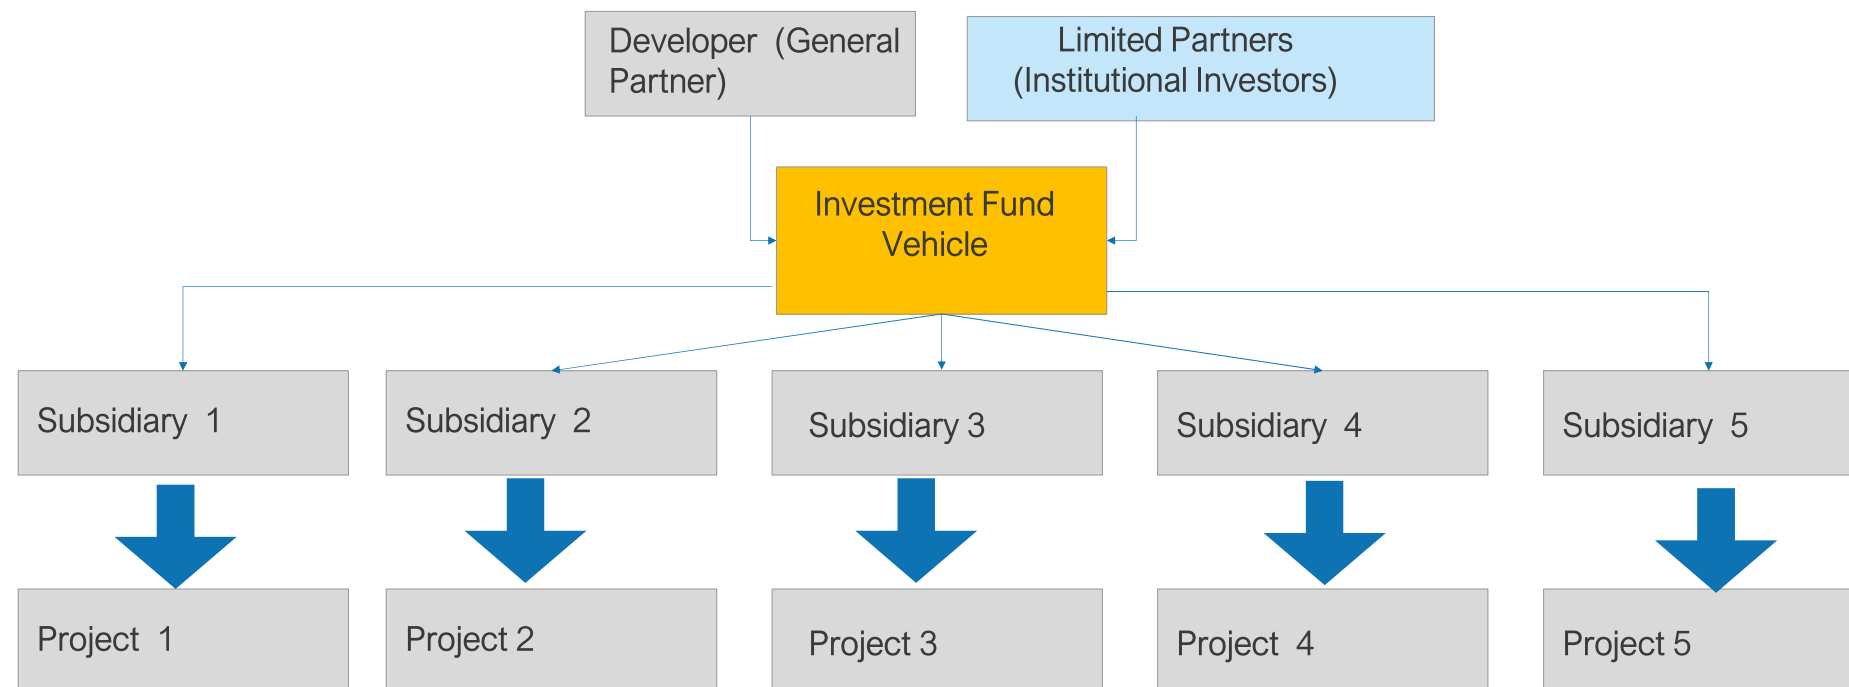 Developer (General
Partner)
Limited Partners
(Institutional Investors)
Investment Fund
Vehicle
Subsidiary 1
Subsidiary 2
Subsidiary 3
Subsidiary 4
Subsidiary 5
Project 1
Project 2
Project 3
Project 4
Project 5